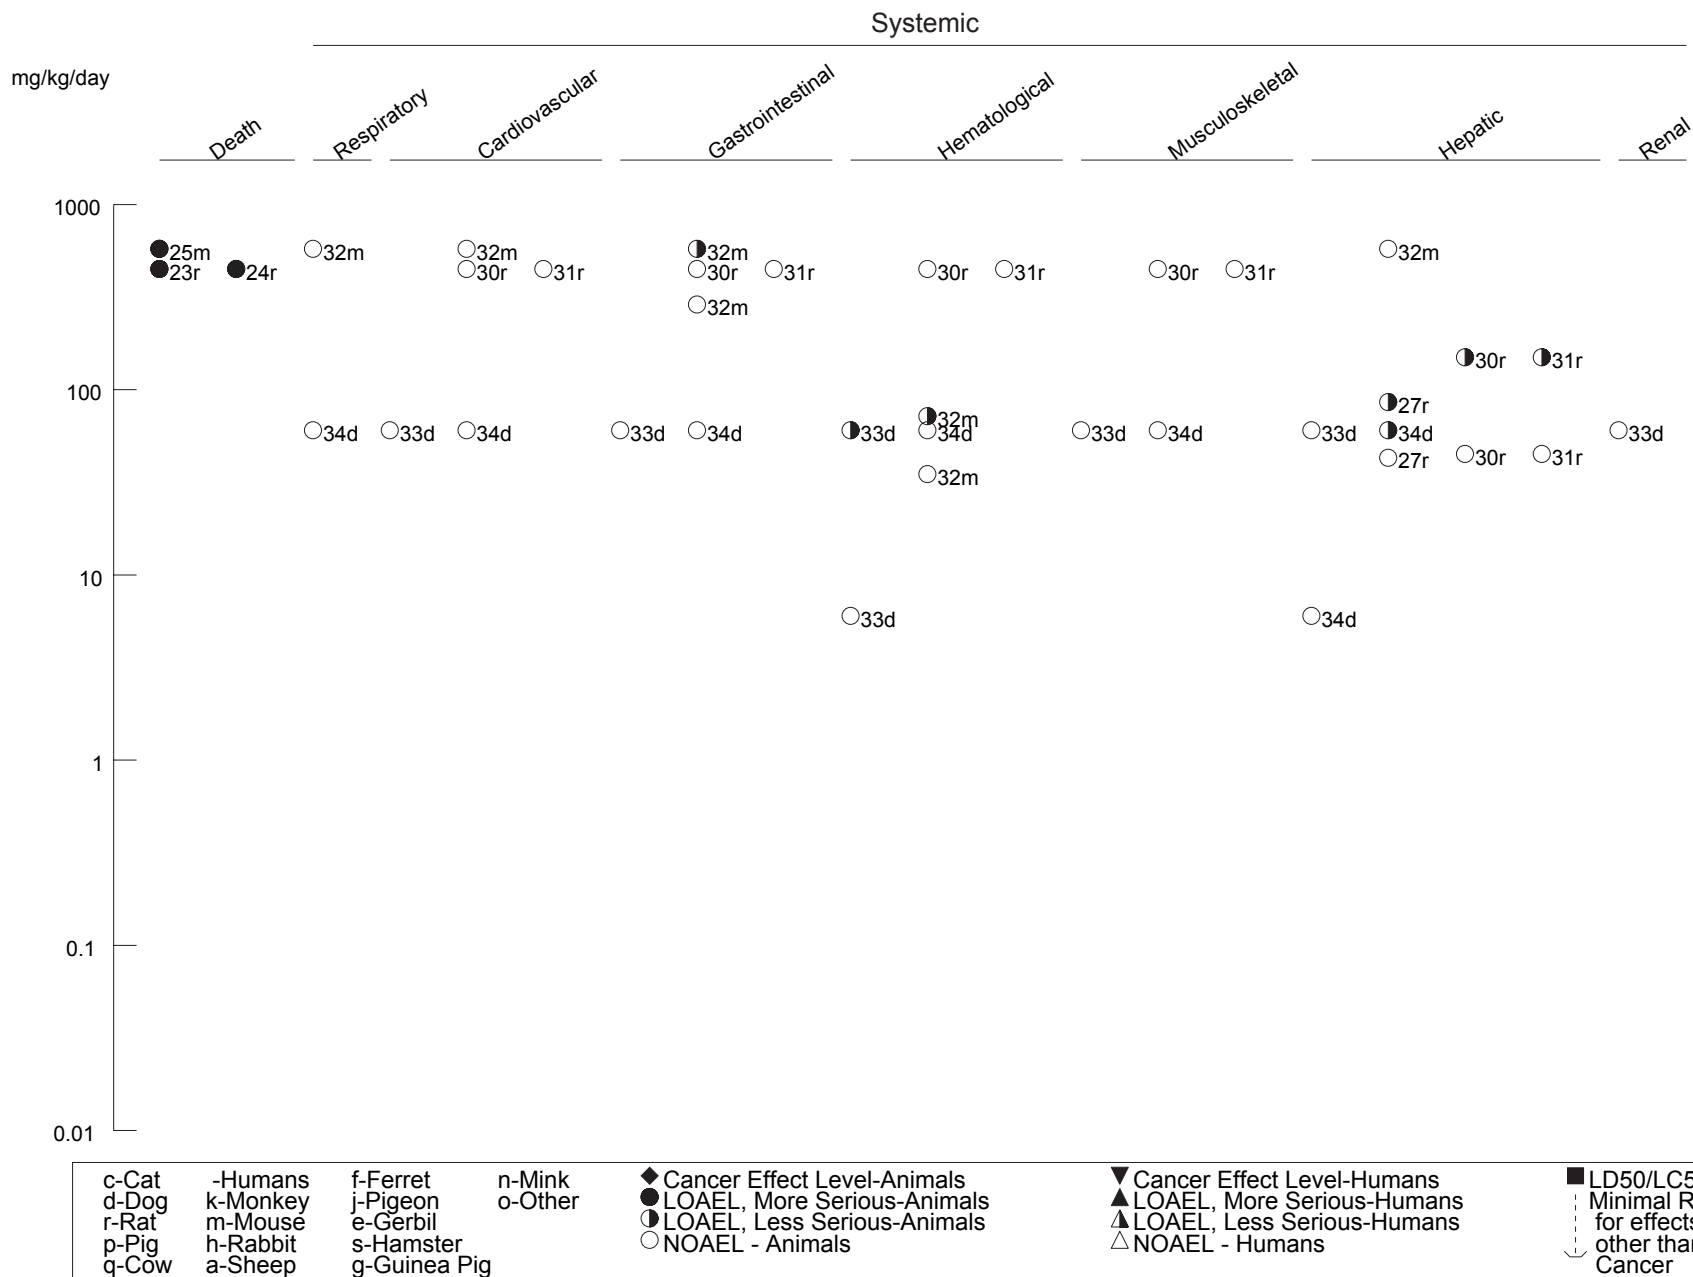 Systemic
mg/kg/day
Death Respiratory Cardiovascular Gastrointestinal Hematological Musculoskeletal Hepatic Renal
1000
25m 32m 32m 32m 32m
23r 24r 30r 31r 30r 31r 30r 31r 30r 31r
32m
30r 31r
100
27r
32m
34d 33d 34d 33d 34d 33d 34d 33d 34d 33d 34d 33d
27r 30r 31r
32m
10
33d 34d
1
0.1
0.01
c-Cat -Humans f-Ferret n-Mink Cancer Effect Level-Animals Cancer Effect Level-Humans LD50/LC5
d-Dog k-Monkey j-Pigeon o-Other LOAEL, More Serious-Animals LOAEL, More Serious-Humans Minimal R
r-Rat m-Mouse e-Gerbil LOAEL, Less Serious-Animals LOAEL, Less Serious-Humans for effects
p-Pig h-Rabbit s-Hamster NOAEL - Animals NOAEL - Humans other than
q-Cow a-Sheep g-Guinea Pig Cancer